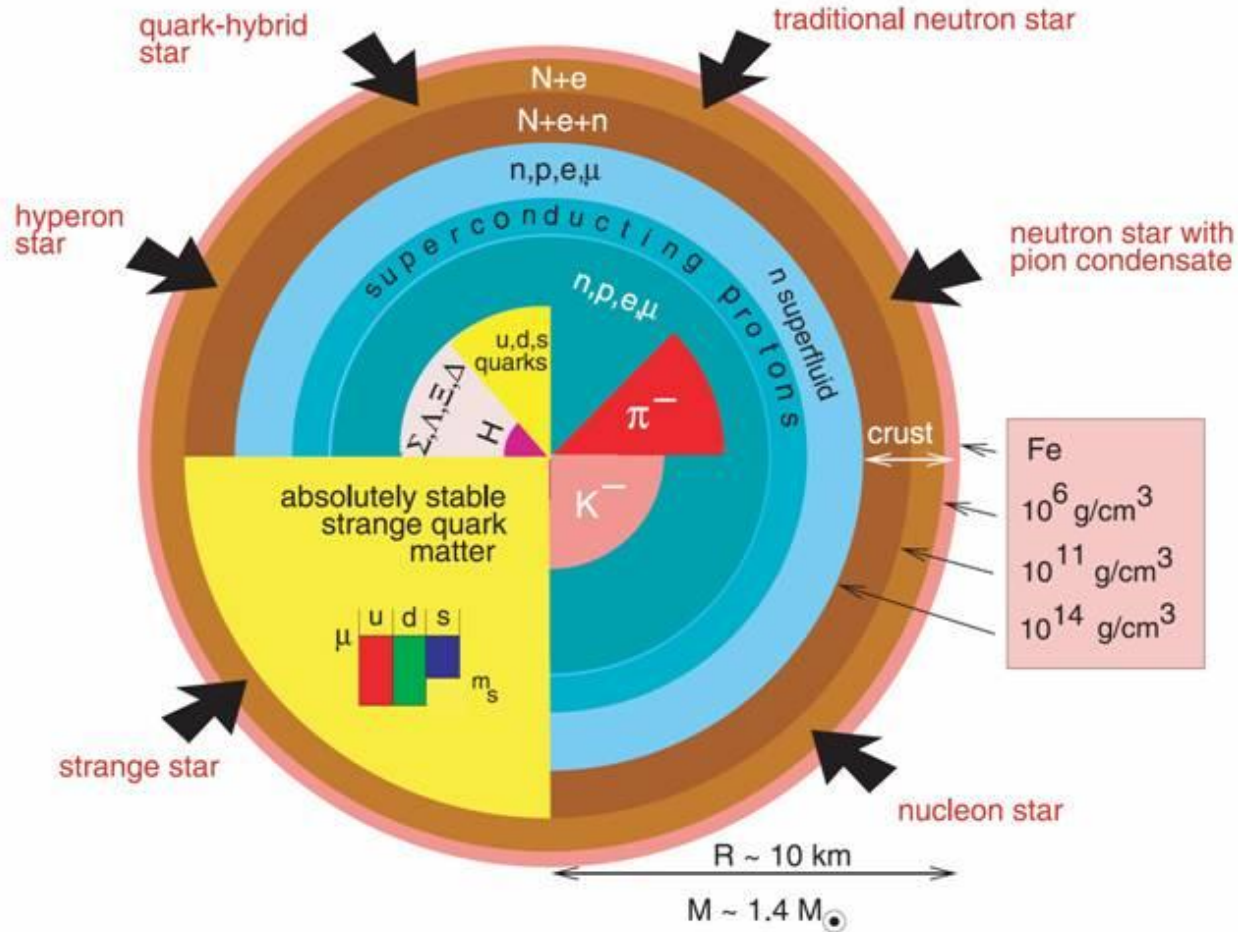 quark-hybrid
star
traditional neutron star
N+e
N+e+n
n,p,e,μ
superconducting protons
n superfluid
hyperon
star
neutron star with
pion condensate
n,p,e,μ
u,d,s
quarks
Σ,Λ,Ξ,Δ
H
π⁻
K⁻
crust
Fe
10⁶ g/cm³
10¹¹ g/cm³
10¹⁴ g/cm³
absolutely stable
strange quark
matter
u d s
μ
mₛ
strange star
nucleon star
R ~ 10 km
M ~ 1.4 M☉